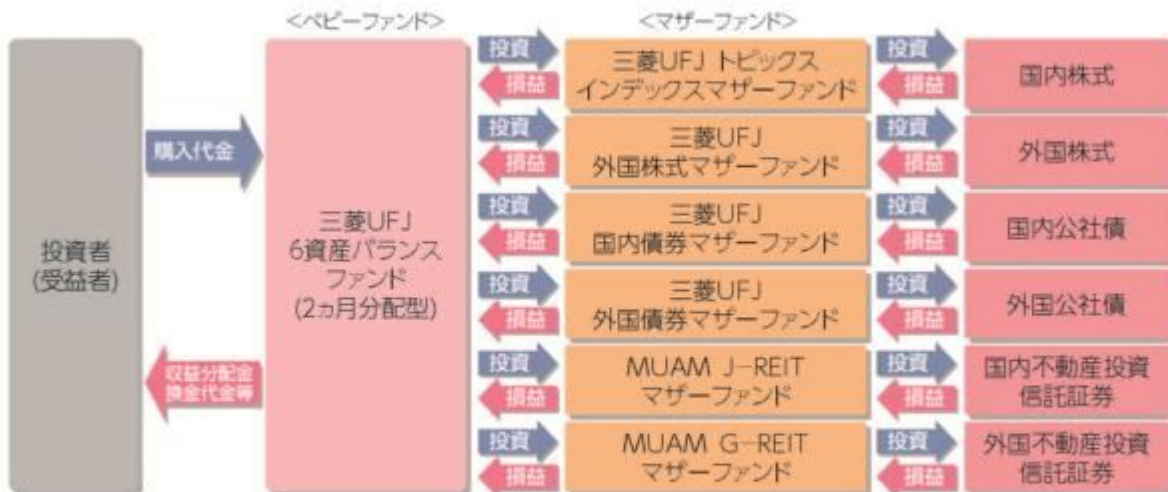 <ベビーファンド>
<マザーファンド>
投資者
(受益者)
購入代金
収益分配金
換金代金等
三菱UFJ
6資産バランス
ファンド
(2ヵ月分配型)
投資
損益
三菱UFJ トピックス
インデックスマザーファンド
投資
損益
国内株式
投資
損益
三菱UFJ
外国株式マザーファンド
投資
損益
外国株式
投資
損益
三菱UFJ
国内債券マザーファンド
投資
損益
国内公社債
投資
損益
三菱UFJ
外国債券マザーファンド
投資
損益
外国公社債
投資
損益
MUAM J-REIT
マザーファンド
投資
損益
国内不動産投資
信託証券
投資
損益
MUAM G-REIT
マザーファンド
投資
損益
外国不動産投資
信託証券